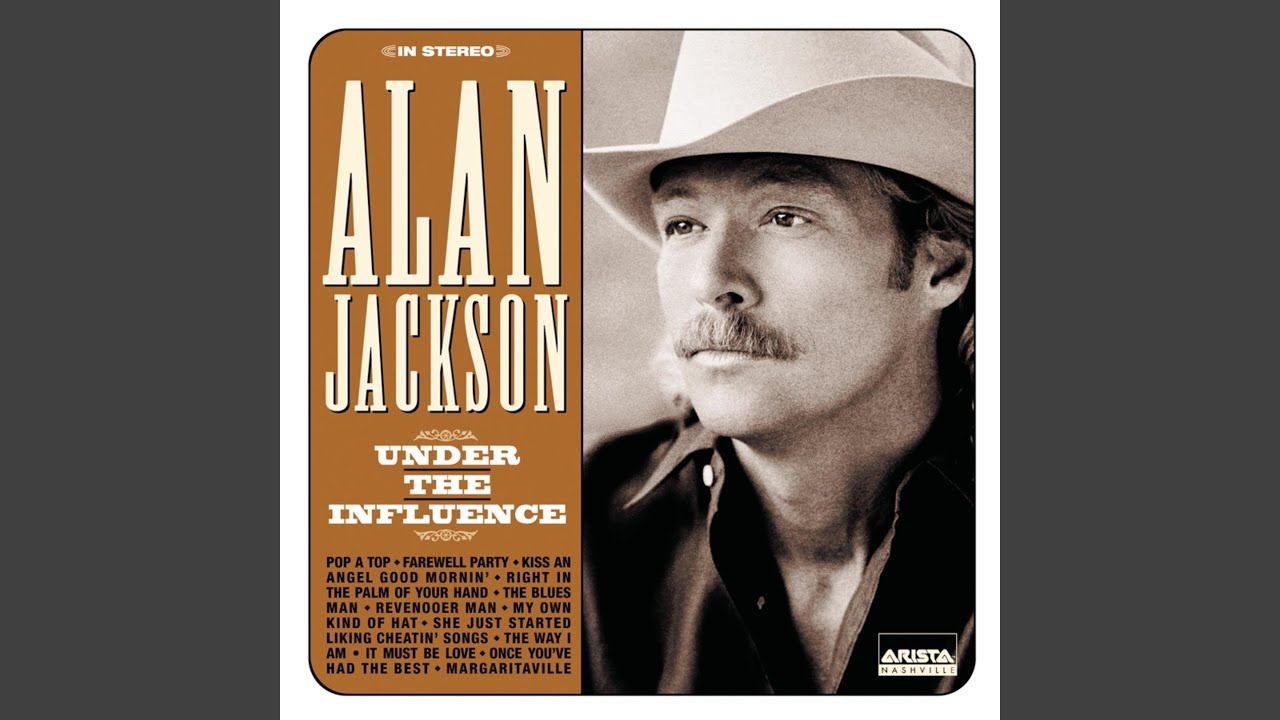 IN STEREO
ALAN
JACKSON
UNDER
THE
INFLUENCE
POP A TOP • FAREWELL PARTY • KISS AN
ANGEL GOOD MORNIN' • RIGHT IN
THE PALM OF YOUR HAND • THE BLUES
MAN • REVENOOER MAN • MY OWN
KIND OF HAT • SHE JUST STARTED
LIKING CHEATIN' SONGS • THE WAY I
AM • IT MUST BE LOVE • ONCE YOU'VE
HAD THE BEST • MARGARITAVILLE
ARISTA
NASHVILLE